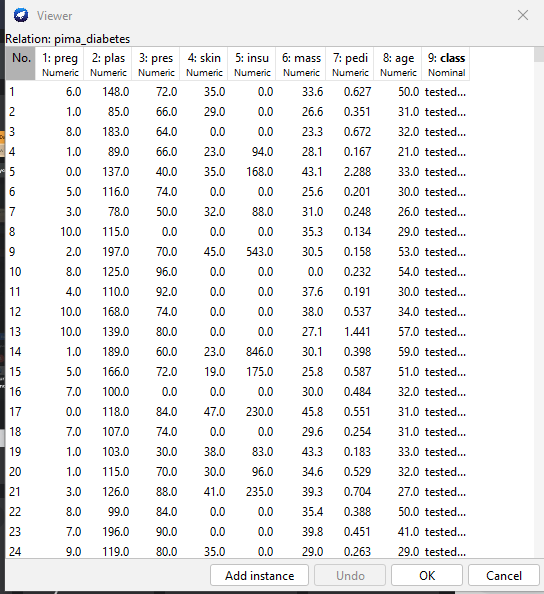 Viewer
Relation: pima_diabetes
No. 1: preg 2: plas 3: pres 4: skin 5: insu 6: mass 7: pedi 8: age 9: class
Numeric Numeric Numeric Numeric Numeric Numeric Numeric Numeric Nominal
1 6.0 148.0 72.0 35.0 0.0 33.6 0.627 50.0 tested...
2 1.0 85.0 66.0 29.0 0.0 26.6 0.351 31.0 tested...
3 8.0 183.0 64.0 0.0 0.0 23.3 0.672 32.0 tested...
4 1.0 89.0 66.0 23.0 94.0 28.1 0.167 21.0 tested...
5 0.0 137.0 40.0 35.0 168.0 43.1 2.288 33.0 tested...
6 5.0 116.0 74.0 0.0 0.0 25.6 0.201 30.0 tested...
7 3.0 78.0 50.0 32.0 88.0 31.0 0.248 26.0 tested...
8 10.0 115.0 0.0 0.0 0.0 35.3 0.134 29.0 tested...
9 2.0 197.0 70.0 45.0 543.0 30.5 0.158 53.0 tested...
10 8.0 125.0 96.0 0.0 0.0 0.0 0.232 54.0 tested...
11 4.0 110.0 92.0 0.0 0.0 37.6 0.191 30.0 tested...
12 10.0 168.0 74.0 0.0 0.0 38.0 0.537 34.0 tested...
13 10.0 139.0 80.0 0.0 0.0 27.1 1.441 57.0 tested...
14 1.0 189.0 60.0 23.0 846.0 30.1 0.398 59.0 tested...
15 5.0 166.0 72.0 19.0 175.0 25.8 0.587 51.0 tested...
16 7.0 100.0 0.0 0.0 0.0 30.0 0.484 32.0 tested...
17 0.0 118.0 84.0 47.0 230.0 45.8 0.551 31.0 tested...
18 7.0 107.0 74.0 0.0 0.0 29.6 0.254 31.0 tested...
19 1.0 103.0 30.0 38.0 83.0 43.3 0.183 33.0 tested...
20 1.0 115.0 70.0 30.0 96.0 34.6 0.529 32.0 tested...
21 3.0 126.0 88.0 41.0 235.0 39.3 0.704 27.0 tested...
22 8.0 99.0 84.0 0.0 0.0 35.4 0.388 50.0 tested...
23 7.0 196.0 90.0 0.0 0.0 39.8 0.451 41.0 tested...
24 9.0 119.0 80.0 35.0 0.0 29.0 0.263 29.0 tested...
Add instance Undo OK Cancel